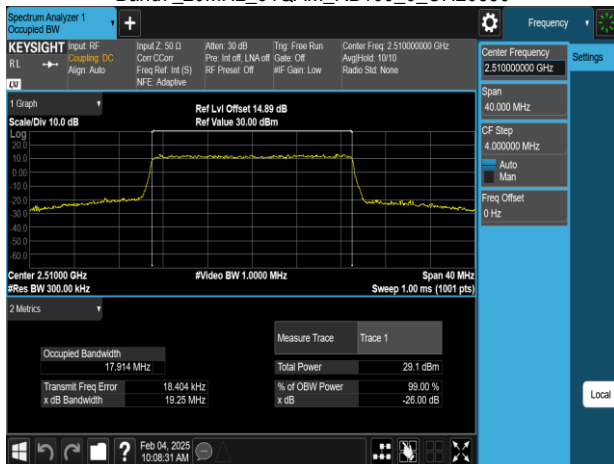 Spectrum Analyzer 1
Occupied BW
Frequency
KEYSIGHT
RL
LXI
Input: RF
Coupling: DC
Align: Auto
Input Z: 50 Ω
Corr CCorr
Freq Ref: Int (S)
NFE: Adaptive
Atten: 30 dB
Pre: Int off, LNA off
RF Presel: Off
Trig: Free Run
Gate: Off
#IF Gain: Low
Center Freq: 2.510000000 GHz
Avg|Hold: 10/10
Radio Std: None
Center Frequency
2.510000000 GHz
Settings
Span
40.000 MHz
CF Step
4.000000 MHz
Auto
Man
Freq Offset
0 Hz
Local
1 Graph
Scale/Div 10.0 dB
Ref Lvl Offset 14.89 dB
Ref Value 30.00 dBm
Log
20.0
10.0
0.00
-10.0
-20.0
-30.0
-40.0
-50.0
-60.0
Center 2.51000 GHz
#Video BW 1.0000 MHz
Span 40 MHz
#Res BW 300.00 kHz
Sweep 1.00 ms (1001 pts)
2 Metrics
Measure Trace Trace 1
Occupied Bandwidth
17.914 MHz
Total Power 29.1 dBm
Transmit Freq Error 18.404 kHz
% of OBW Power 99.00 %
x dB Bandwidth 19.25 MHz
x dB -26.00 dB
?
Feb 04, 2025
10:08:31 AM